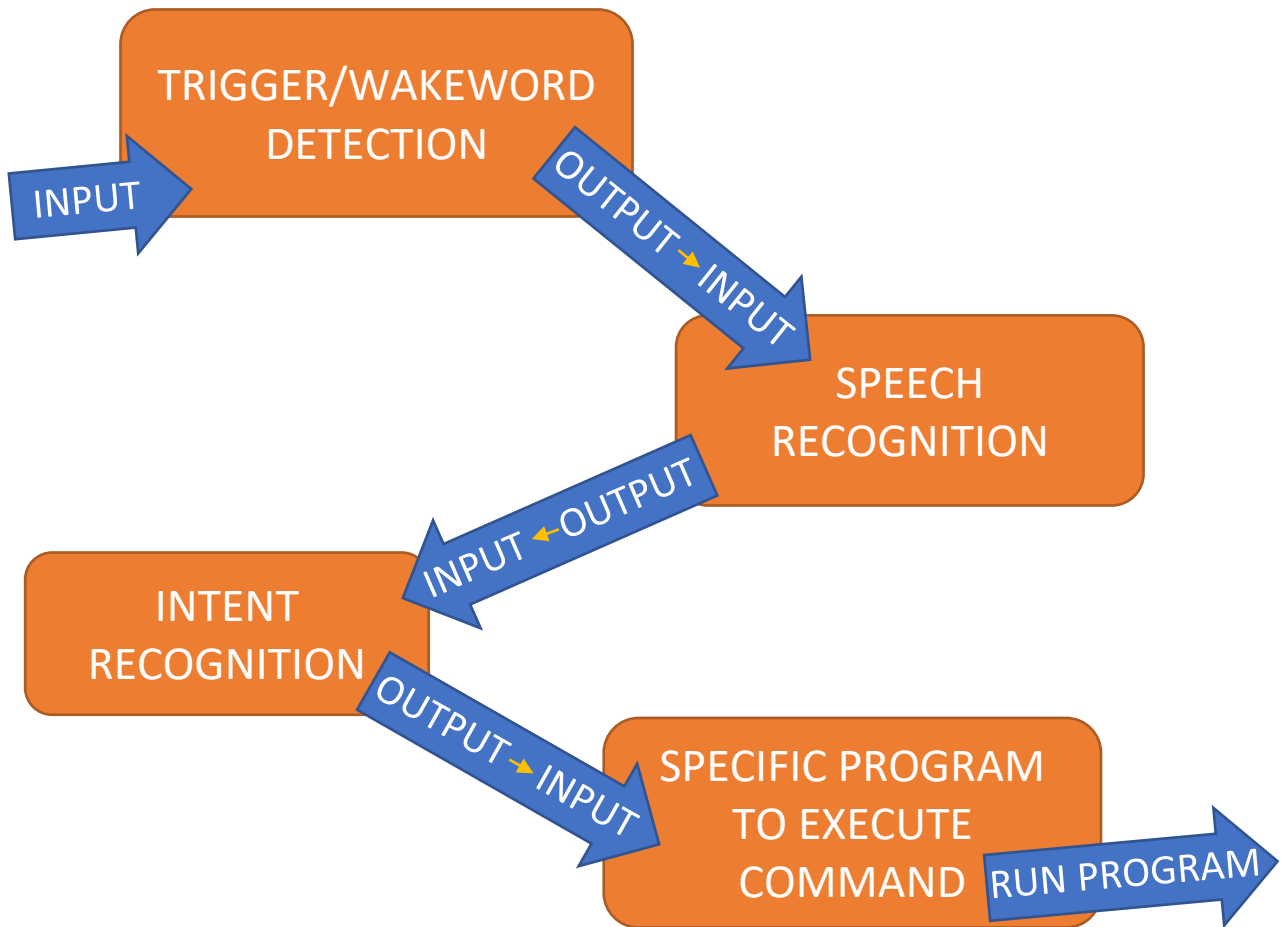 TRIGGER/WAKEWORD
DETECTION
INPUT
OUTPUT INPUT
SPEECH
RECOGNITION
INPUT OUTPUT
INTENT
RECOGNITION
OUTPUT INPUT
SPECIFIC PROGRAM
TO EXECUTE
COMMAND
RUN PROGRAM